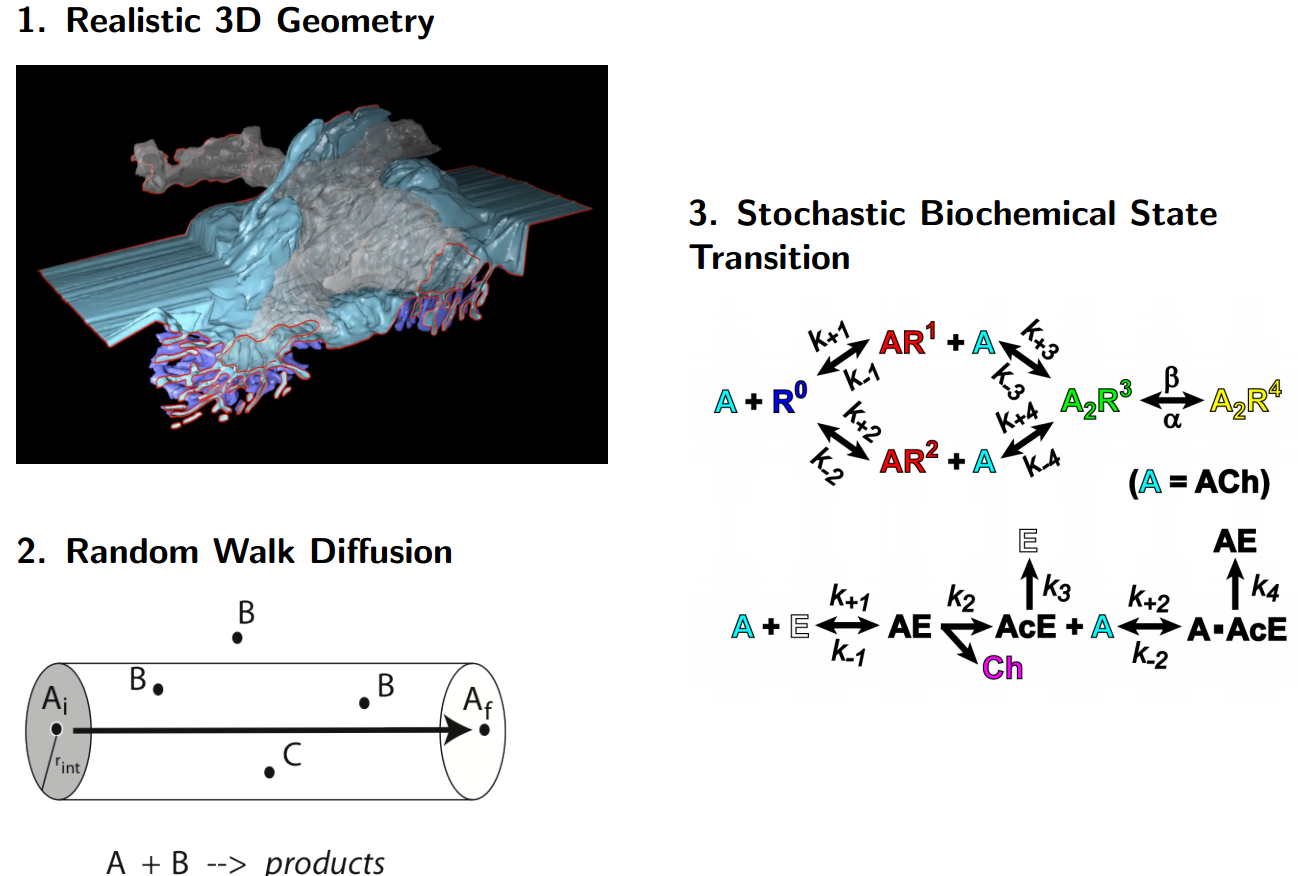 1. Realistic 3D Geometry
2. Random Walk Diffusion
B
B
B
Ai
Af
rint
C
A + B --> products
3. Stochastic Biochemical State
Transition
K+1
AR¹ + A
K+3
K-1
K-3
A + R⁰
A₂R³
β
α
A₂R⁴
K+2
K+4
K-2
AR² + A
K-4
(A = ACh)
E
AE
k+1
k2
k3
k+2
k4
A + E
AE
AcE + A
A▪AcE
k-1
Ch
k-2